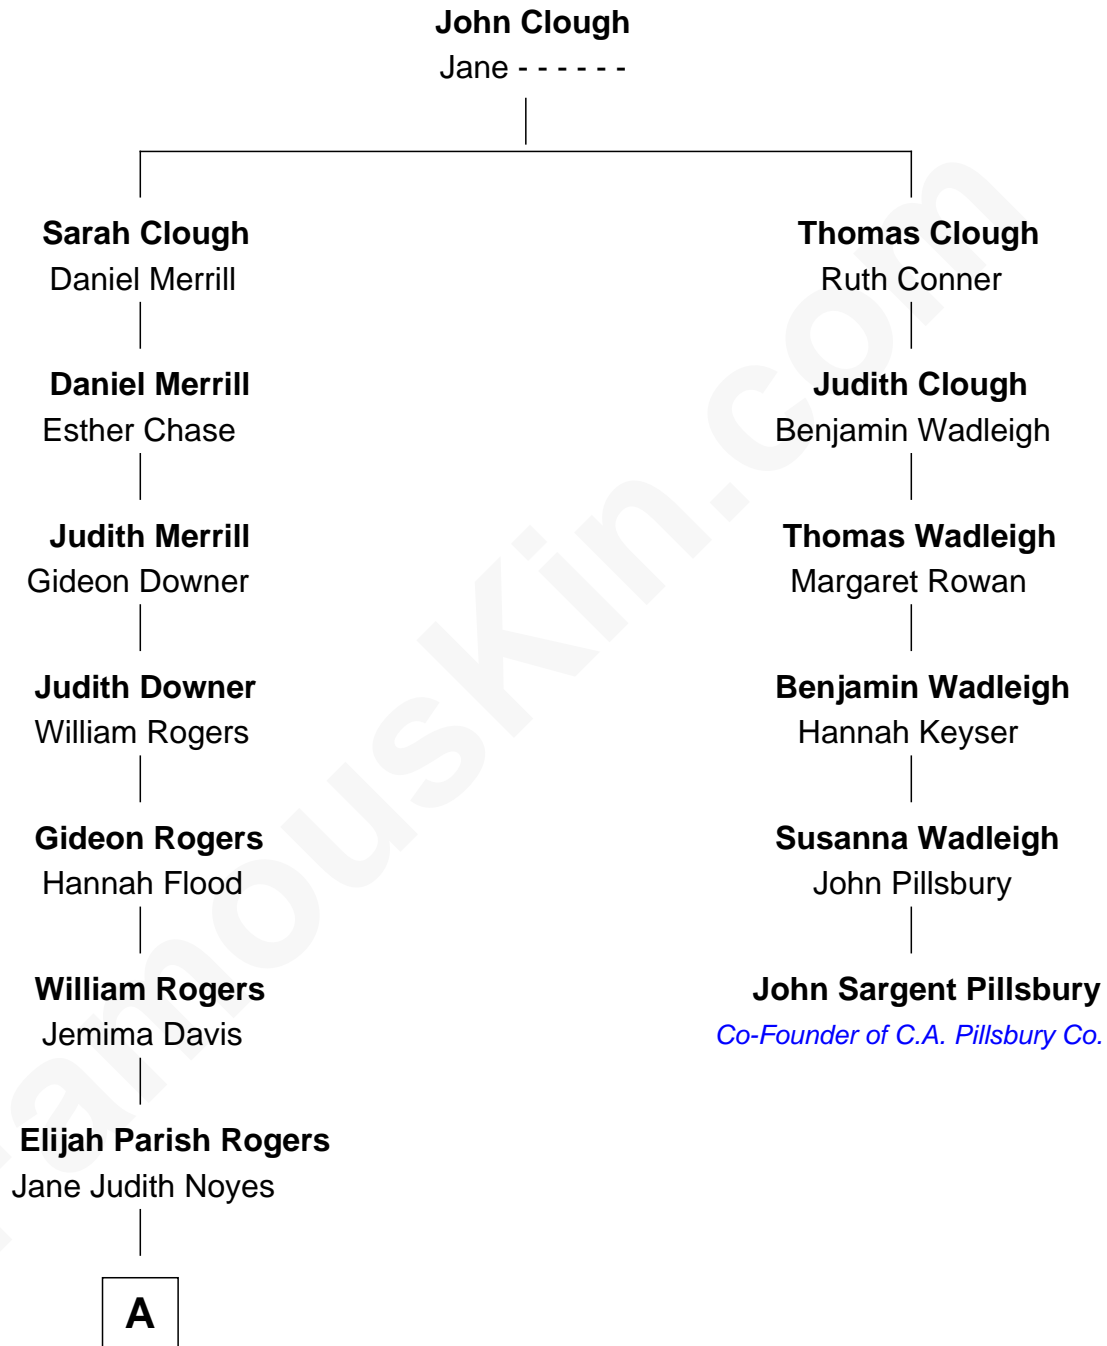 John Clough
Jane - - - - - -
Sarah Clough
Daniel Merrill
Thomas Clough
Ruth Conner
Daniel Merrill
Esther Chase
Judith Clough
Benjamin Wadleigh
Judith Merrill
Gideon Downer
Thomas Wadleigh
Margaret Rowan
Judith Downer
William Rogers
Benjamin Wadleigh
Hannah Keyser
Gideon Rogers
Hannah Flood
Susanna Wadleigh
John Pillsbury
William Rogers
Jemima Davis
John Sargent Pillsbury
Co-Founder of C.A. Pillsbury Co.
Elijah Parish Rogers
Jane Judith Noyes
A
FamousKin.com